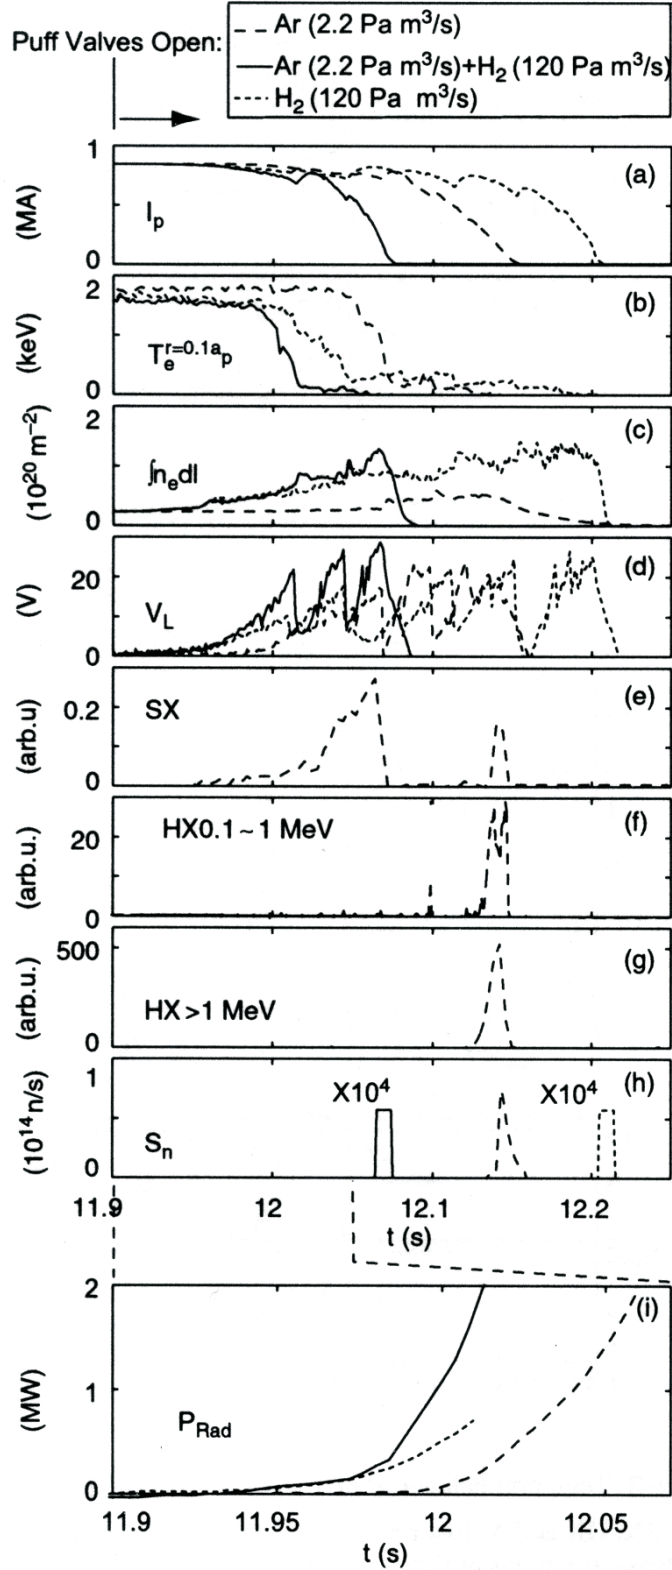 Puff Valves Open:
Ar (2.2 Pa m³/s)
Ar (2.2 Pa m³/s)+H₂ (120 Pa m³/s)
H₂ (120 Pa m³/s)
1
(a)
(MA)
Iₚ
0
2
(b)
(keV)
Tₑʳ⁼⁰·¹ᵃₚ
0
2
(c)
(10²⁰ m⁻²)
∫nₑdl
0
(d)
20
(V)
V_L
0
SX
(e)
0.2
(arb.u)
0
HX0.1 ~ 1 MeV
(f)
20
(arb.u.)
0
500
(g)
(arb.u.)
HX >1 MeV
0
1
X10⁴
X10⁴
(h)
(10¹⁴n/s)
Sₙ
0
11.9
12
12.1
12.2
t (s)
2
(i)
1
(MW)
P_Rad
0
11.9
11.95
12
12.05
t (s)